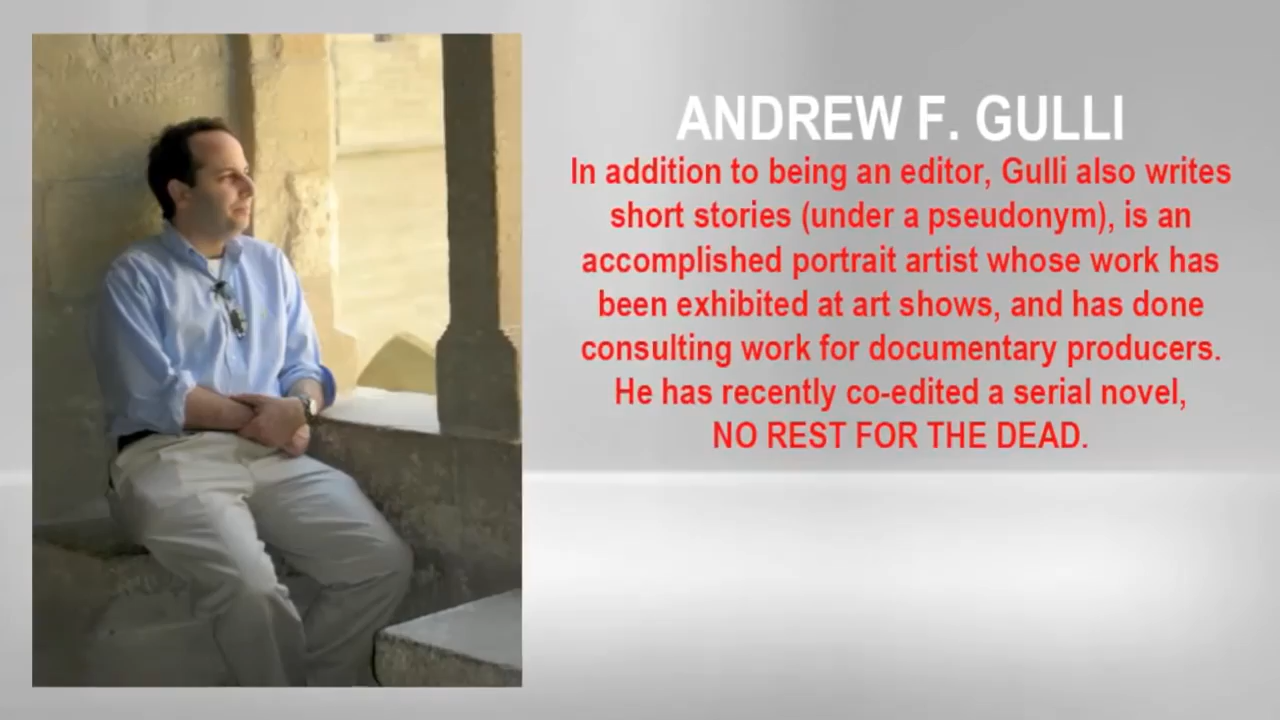 ANDREW F. GULLI
In addition to being an editor, Gulli also writes
short stories (under a pseudonym), is an
accomplished portrait artist whose work has
been exhibited at art shows, and has done
consulting work for documentary producers.
He has recently co-edited a serial novel,
NO REST FOR THE DEAD.